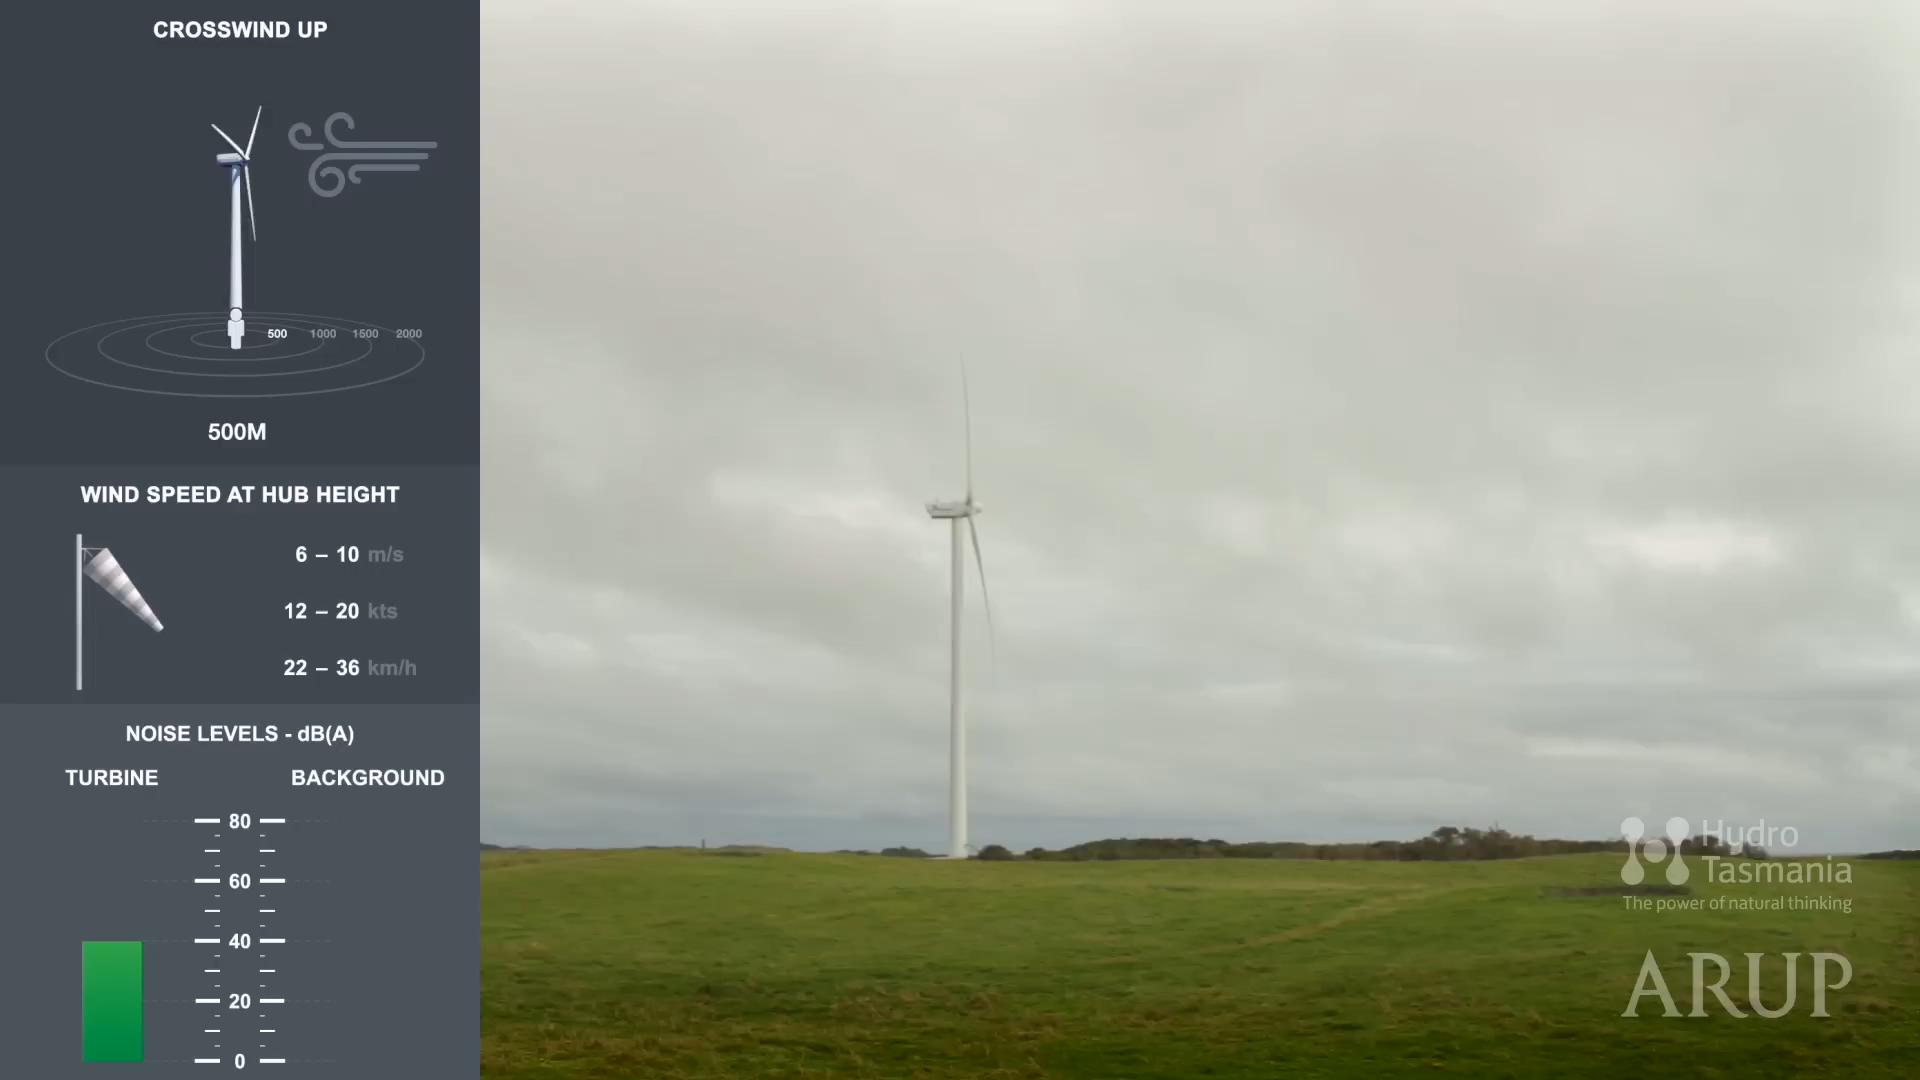 CROSSWIND UP
500 1000 1500 2000
500M
WIND SPEED AT HUB HEIGHT
6 – 10 m/s
12 – 20 kts
22 – 36 km/h
NOISE LEVELS - dB(A)
TURBINE BACKGROUND
80
60
40
20
0
Hydro
Tasmania
The power of natural thinking
ARUP